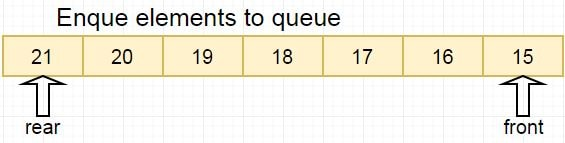 Enque elements to queue
21 20 19 18 17 16 15
rear front